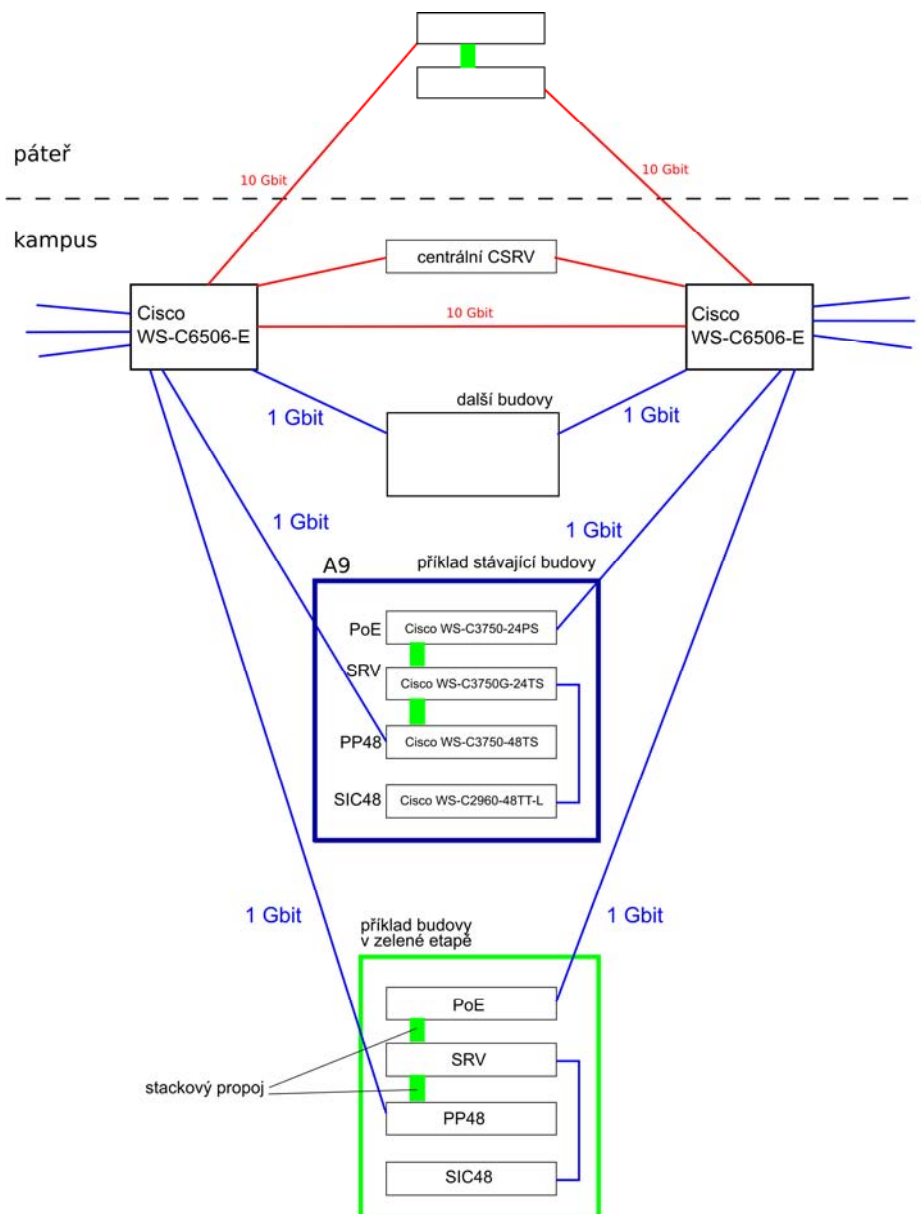 páteř
10 Gbit
10 Gbit
kampus
centrální CSRV
Cisco
WS-C6506-E
10 Gbit
Cisco
WS-C6506-E
další budovy
1 Gbit
1 Gbit
1 Gbit
1 Gbit
A9
příklad stávající budovy
PoE
Cisco WS-C3750-24PS
SRV
Cisco WS-C3750G-24TS
PP48
Cisco WS-C3750-48TS
SIC48
Cisco WS-C2960-48TT-L
1 Gbit
1 Gbit
příklad budovy
v zelené etapě
PoE
SRV
stackový propoj
PP48
SIC48